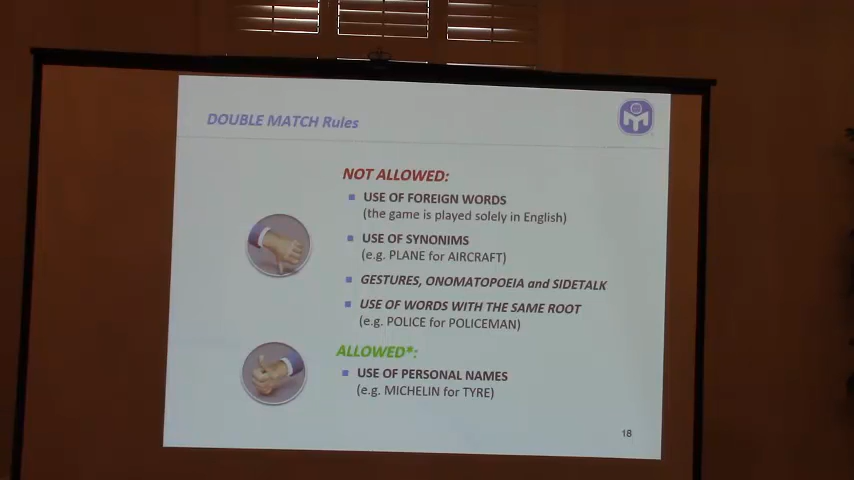 DOUBLE MATCH Rules
NOT ALLOWED:
USE OF FOREIGN WORDS
(the game is played solely in English)
USE OF SYNONIMS
(e.g. PLANE for AIRCRAFT)
GESTURES, ONOMATOPOEIA and SIDETALK
USE OF WORDS WITH THE SAME ROOT
(e.g. POLICE for POLICEMAN)
ALLOWED*:
USE OF PERSONAL NAMES
(e.g. MICHELIN for TYRE)
18